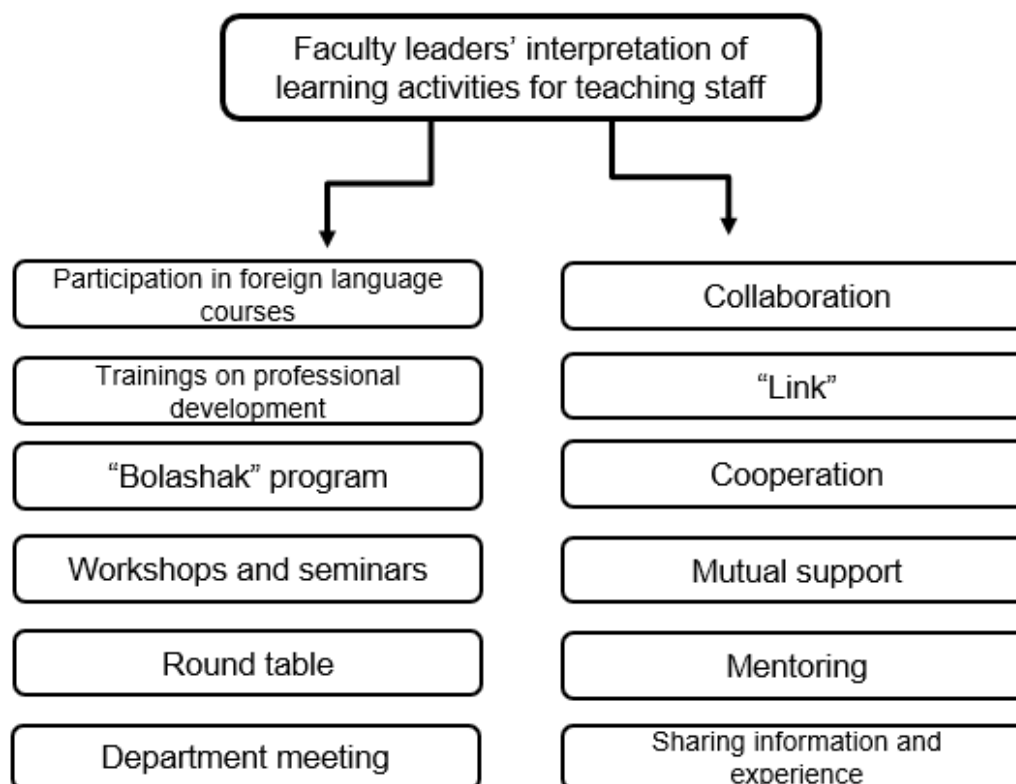 Faculty leaders’ interpretation of
learning activities for teaching staff
Participation in foreign language
courses
Trainings on professional
development
“Bolashak” program
Workshops and seminars
Round table
Department meeting
Collaboration
“Link”
Cooperation
Mutual support
Mentoring
Sharing information and
experience